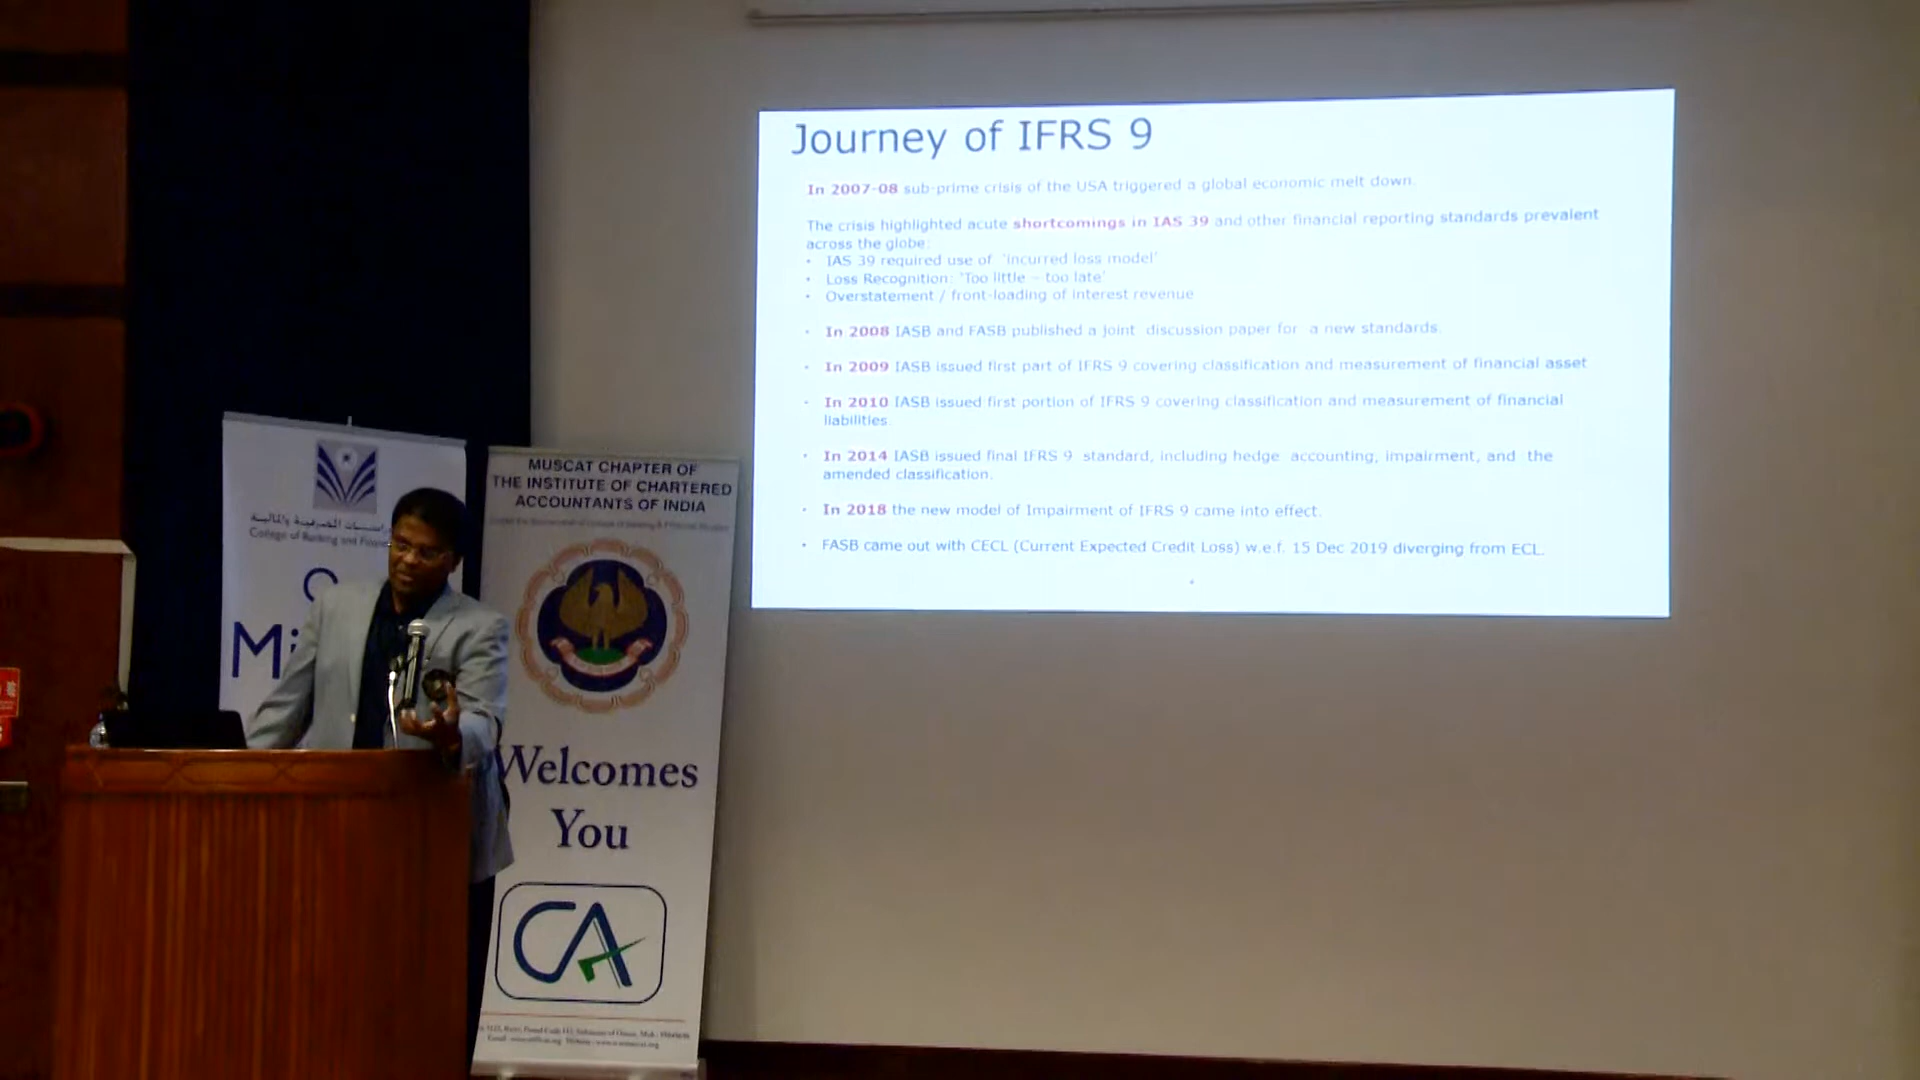 Journey of IFRS 9
In 2007-08 sub-prime crisis of the USA triggered a global economic melt down.
The crisis highlighted acute shortcomings in IAS 39 and other financial reporting standards prevalent
across the globe:
• IAS 39 required use of 'incurred loss model'
• Loss Recognition: 'Too little – too late'
• Overstatement / front-loading of interest revenue
• In 2008 IASB and FASB published a joint discussion paper for a new standards.
• In 2009 IASB issued first part of IFRS 9 covering classification and measurement of financial asset
• In 2010 IASB issued first portion of IFRS 9 covering classification and measurement of financial
liabilities.
• In 2014 IASB issued final IFRS 9 standard, including hedge accounting, impairment, and the
amended classification.
• In 2018 the new model of Impairment of IFRS 9 came into effect.
• FASB came out with CECL (Current Expected Credit Loss) w.e.f. 15 Dec 2019 diverging from ECL.
College of Banking and
MUSCAT CHAPTER OF
THE INSTITUTE OF CHARTERED
ACCOUNTANTS OF INDIA
Welcomes
You
CA